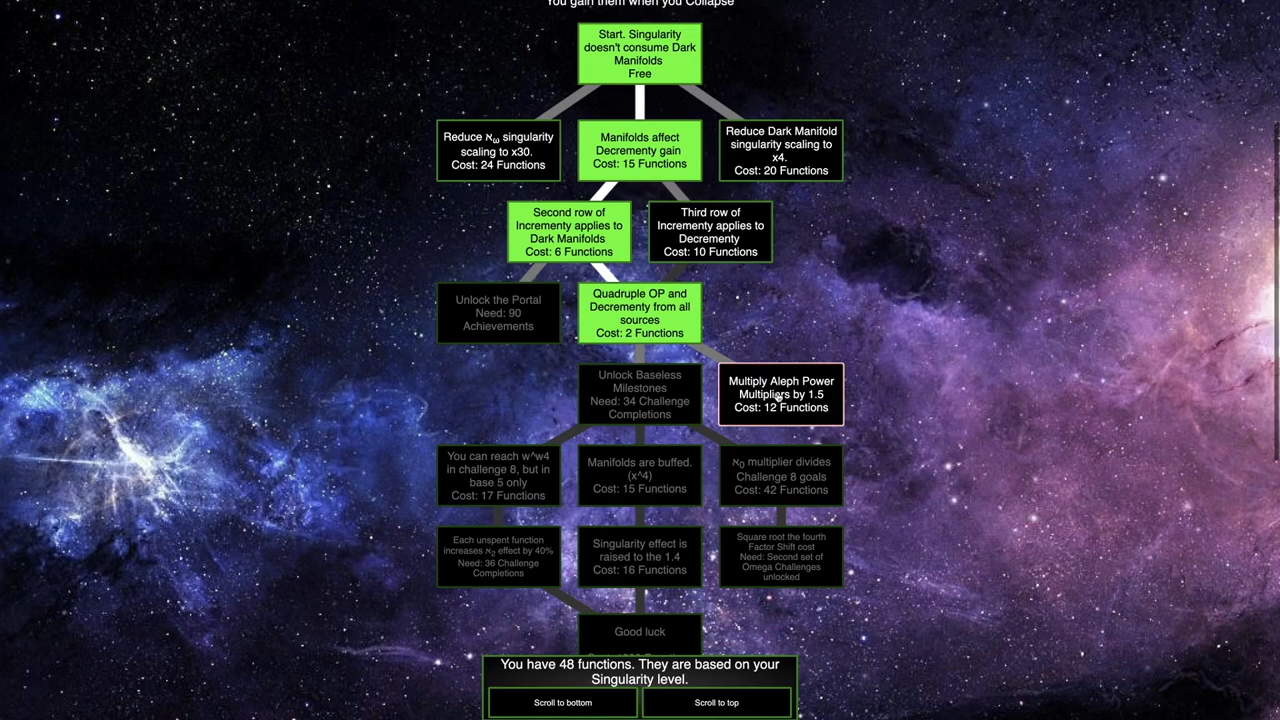 You gain them when you Collapse
Start. Singularity
doesn't consume Dark
Manifolds
Free
Reduce ℵω singularity
scaling to x30.
Cost: 24 Functions
Manifolds affect
Decrementy gain
Cost: 15 Functions
Reduce Dark Manifold
singularity scaling to
x4.
Cost: 20 Functions
Second row of
Incrementy applies to
Dark Manifolds
Cost: 6 Functions
Third row of
Incrementy applies to
Decrementy
Cost: 10 Functions
Unlock the Portal
Need: 90
Achievements
Quadruple OP and
Decrementy from all
sources
Cost: 2 Functions
Unlock Baseless
Milestones
Need: 34 Challenge
Completions
Multiply Aleph Power
Multipliers by 1.5
Cost: 12 Functions
You can reach w^w4
in challenge 8, but in
base 5 only
Cost: 17 Functions
Manifolds are buffed.
(x^4)
Cost: 15 Functions
ℵ0 multiplier divides
Challenge 8 goals
Cost: 42 Functions
Each unspent function
increases ℵ2 effect by 40%
Need: 36 Challenge
Completions
Singularity effect is
raised to the 1.4
Cost: 16 Functions
Square root the fourth
Factor Shift cost
Need: Second set of
Omega Challenges
unlocked
Good luck
You have 48 functions. They are based on your
Singularity level.
Scroll to bottom
Scroll to top